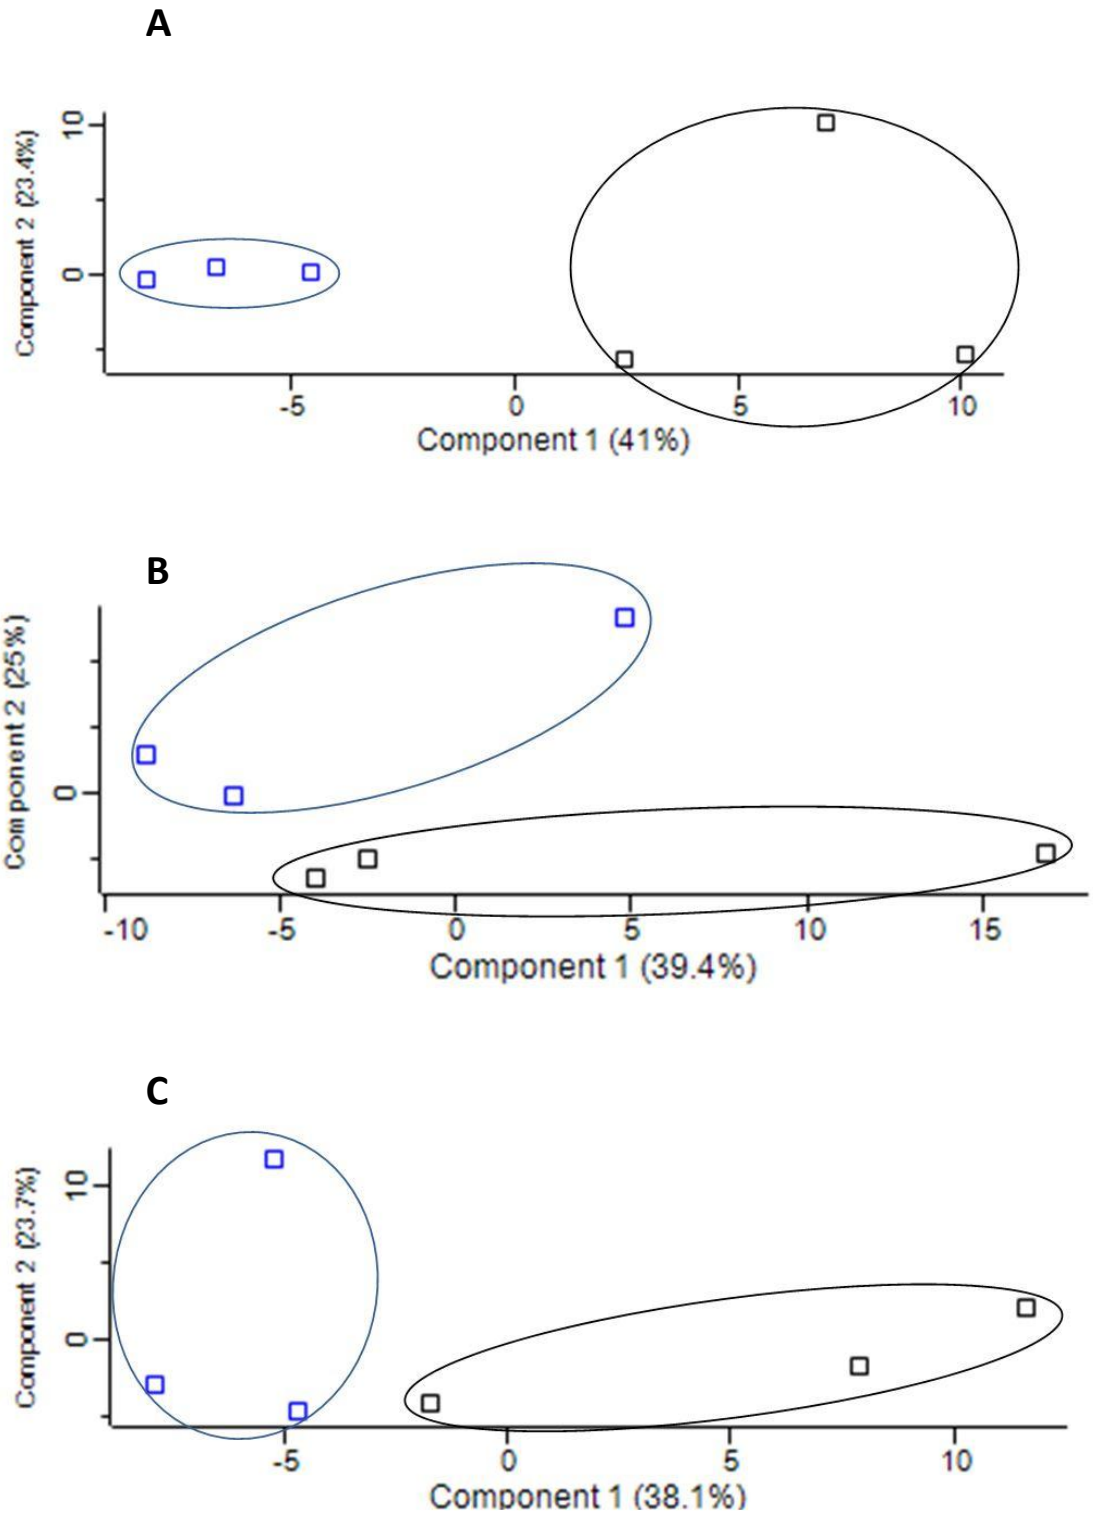 A
10
0
Component 2 (23.4%)
-5 0 5 10
Component 1 (41%)
B
0
Component 2 (25%)
-10 -5 0 5 10 15
Component 1 (39.4%)
C
10
0
Component 2 (23.7%)
-5 0 5 10
Component 1 (38.1%)